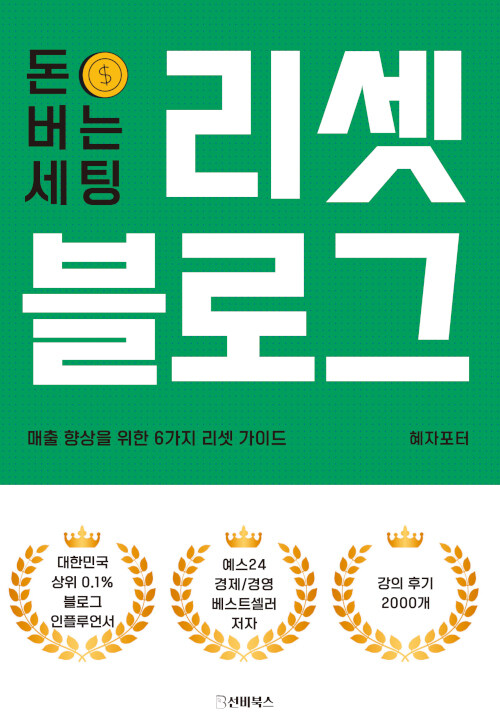 돈
버는
세팅
리셋
블로그
매출 향상을 위한 6가지 리셋 가이드
혜자포터
대한민국
상위 0.1%
블로그
인플루언서
예스24
경제/경영
베스트셀러
저자
강의 후기
2000개
선비북스